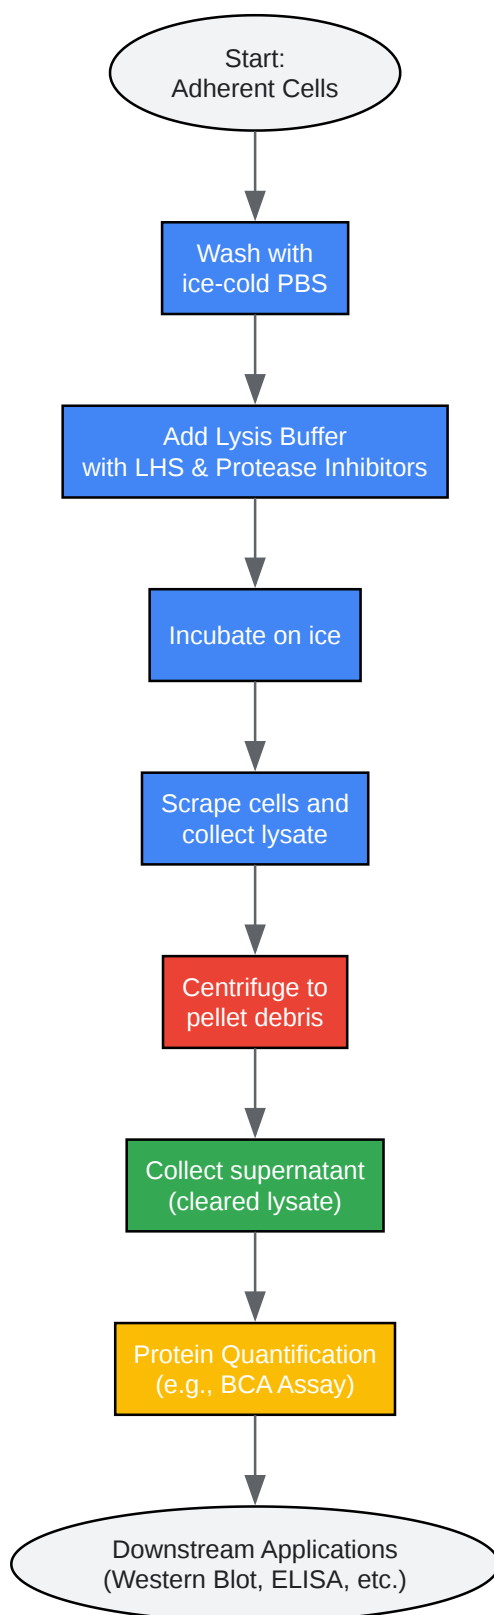 Start:
Adherent Cells
Wash with
ice-cold PBS
Add Lysis Buffer
with LHS & Protease Inhibitors
Incubate on ice
Scrape cells and
collect lysate
Centrifuge to
pellet debris
Collect supernatant
(cleared lysate)
Protein Quantification
(e.g., BCA Assay)
Downstream Applications
(Western Blot, ELISA, etc.)